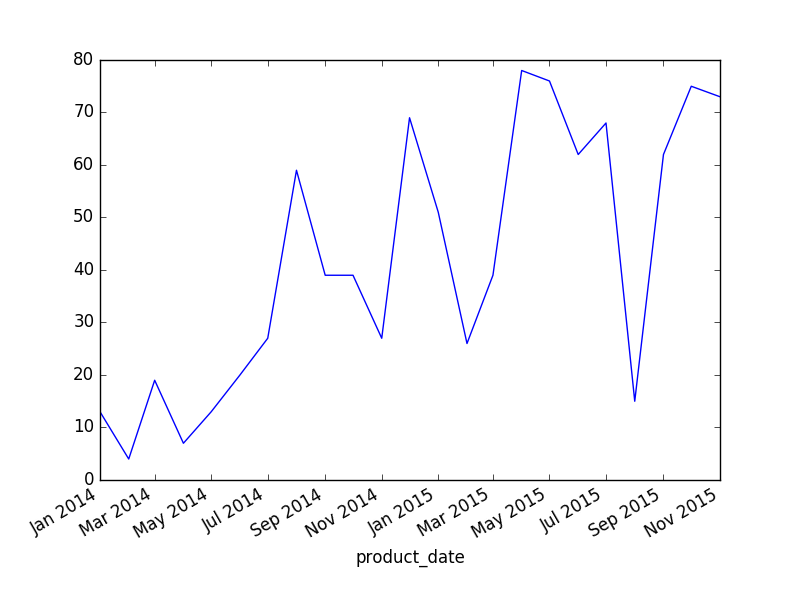 80
70
60
50
40
30
20
10
0
Jan 2014
Mar 2014
May 2014
Jul 2014
Sep 2014
Nov 2014
Jan 2015
Mar 2015
May 2015
Jul 2015
Sep 2015
Nov 2015
product_date